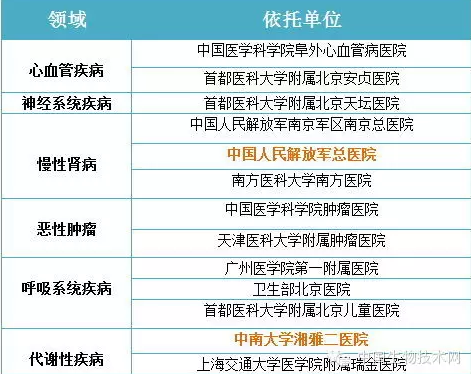 领域 依托单位
心血管疾病 中国医学科学院阜外心血管病医院
首都医科大学附属北京安贞医院
神经系统疾病 首都医科大学附属北京天坛医院
慢性肾病 中国人民解放军南京军区南京总医院
中国人民解放军总医院
南方医科大学南方医院
恶性肿瘤 中国医学科学院肿瘤医院
天津医科大学附属肿瘤医院
呼吸系统疾病 广州医学院第一附属医院
卫生部北京医院
首都医科大学附属北京儿童医院
代谢性疾病 中南大学湘雅二医院
上海交通大学医学院附属瑞金医院
中国生物技术网